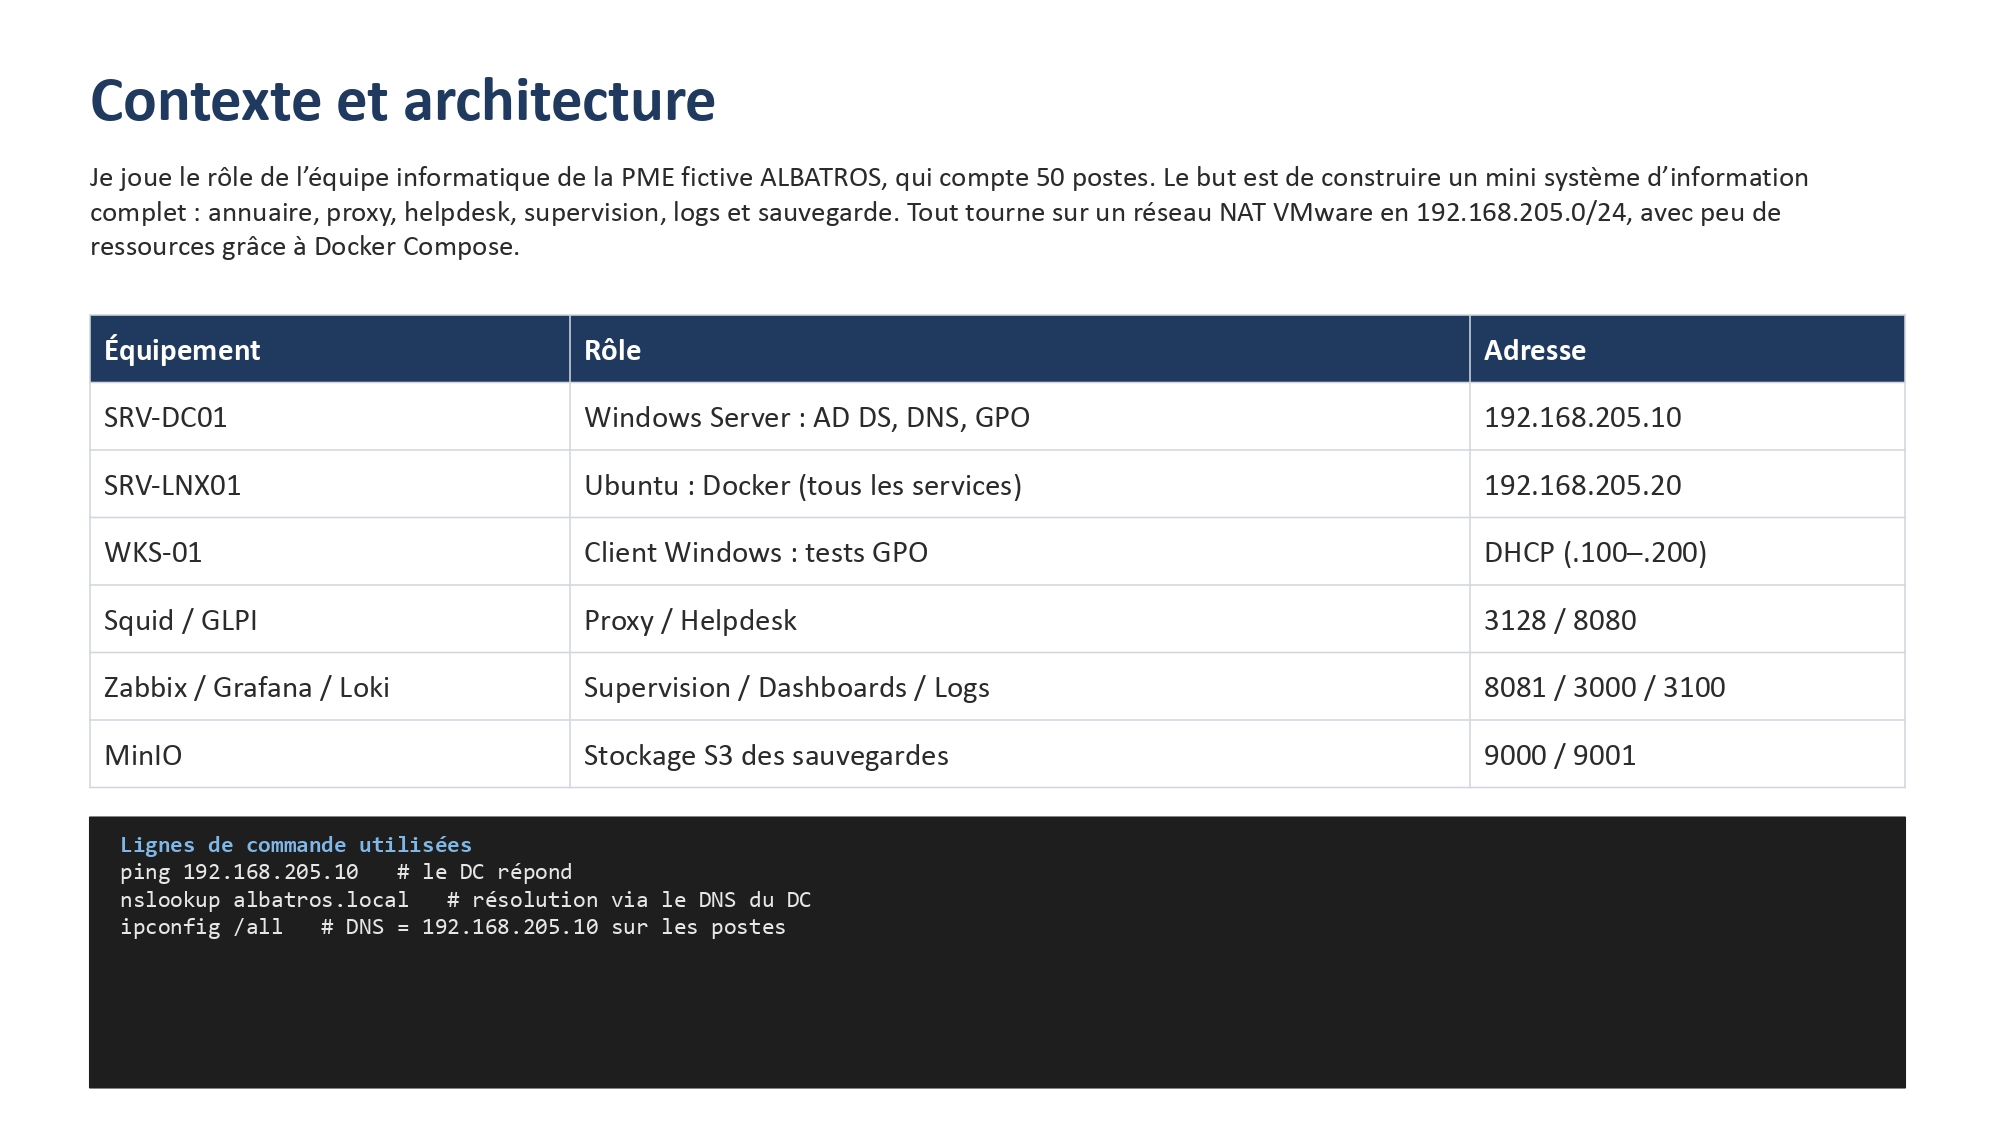 Contexte et architecture
Je joue le rôle de l’équipe informatique de la PME fictive ALBATROS, qui compte 50 postes. Le but est de construire un mini système d’information
complet : annuaire, proxy, helpdesk, supervision, logs et sauvegarde. Tout tourne sur un réseau NAT VMware en 192.168.205.0/24, avec peu de
ressources grâce à Docker Compose.
Équipement Rôle Adresse
SRV-DC01 Windows Server : AD DS, DNS, GPO 192.168.205.10
SRV-LNX01 Ubuntu : Docker (tous les services) 192.168.205.20
WKS-01 Client Windows : tests GPO DHCP (.100–.200)
Squid / GLPI Proxy / Helpdesk 3128 / 8080
Zabbix / Grafana / Loki Supervision / Dashboards / Logs 8081 / 3000 / 3100
MinIO Stockage S3 des sauvegardes 9000 / 9001
Lignes de commande utilisées
ping 192.168.205.10   # le DC répond
nslookup albatros.local   # résolution via le DNS du DC
ipconfig /all   # DNS = 192.168.205.10 sur les postes